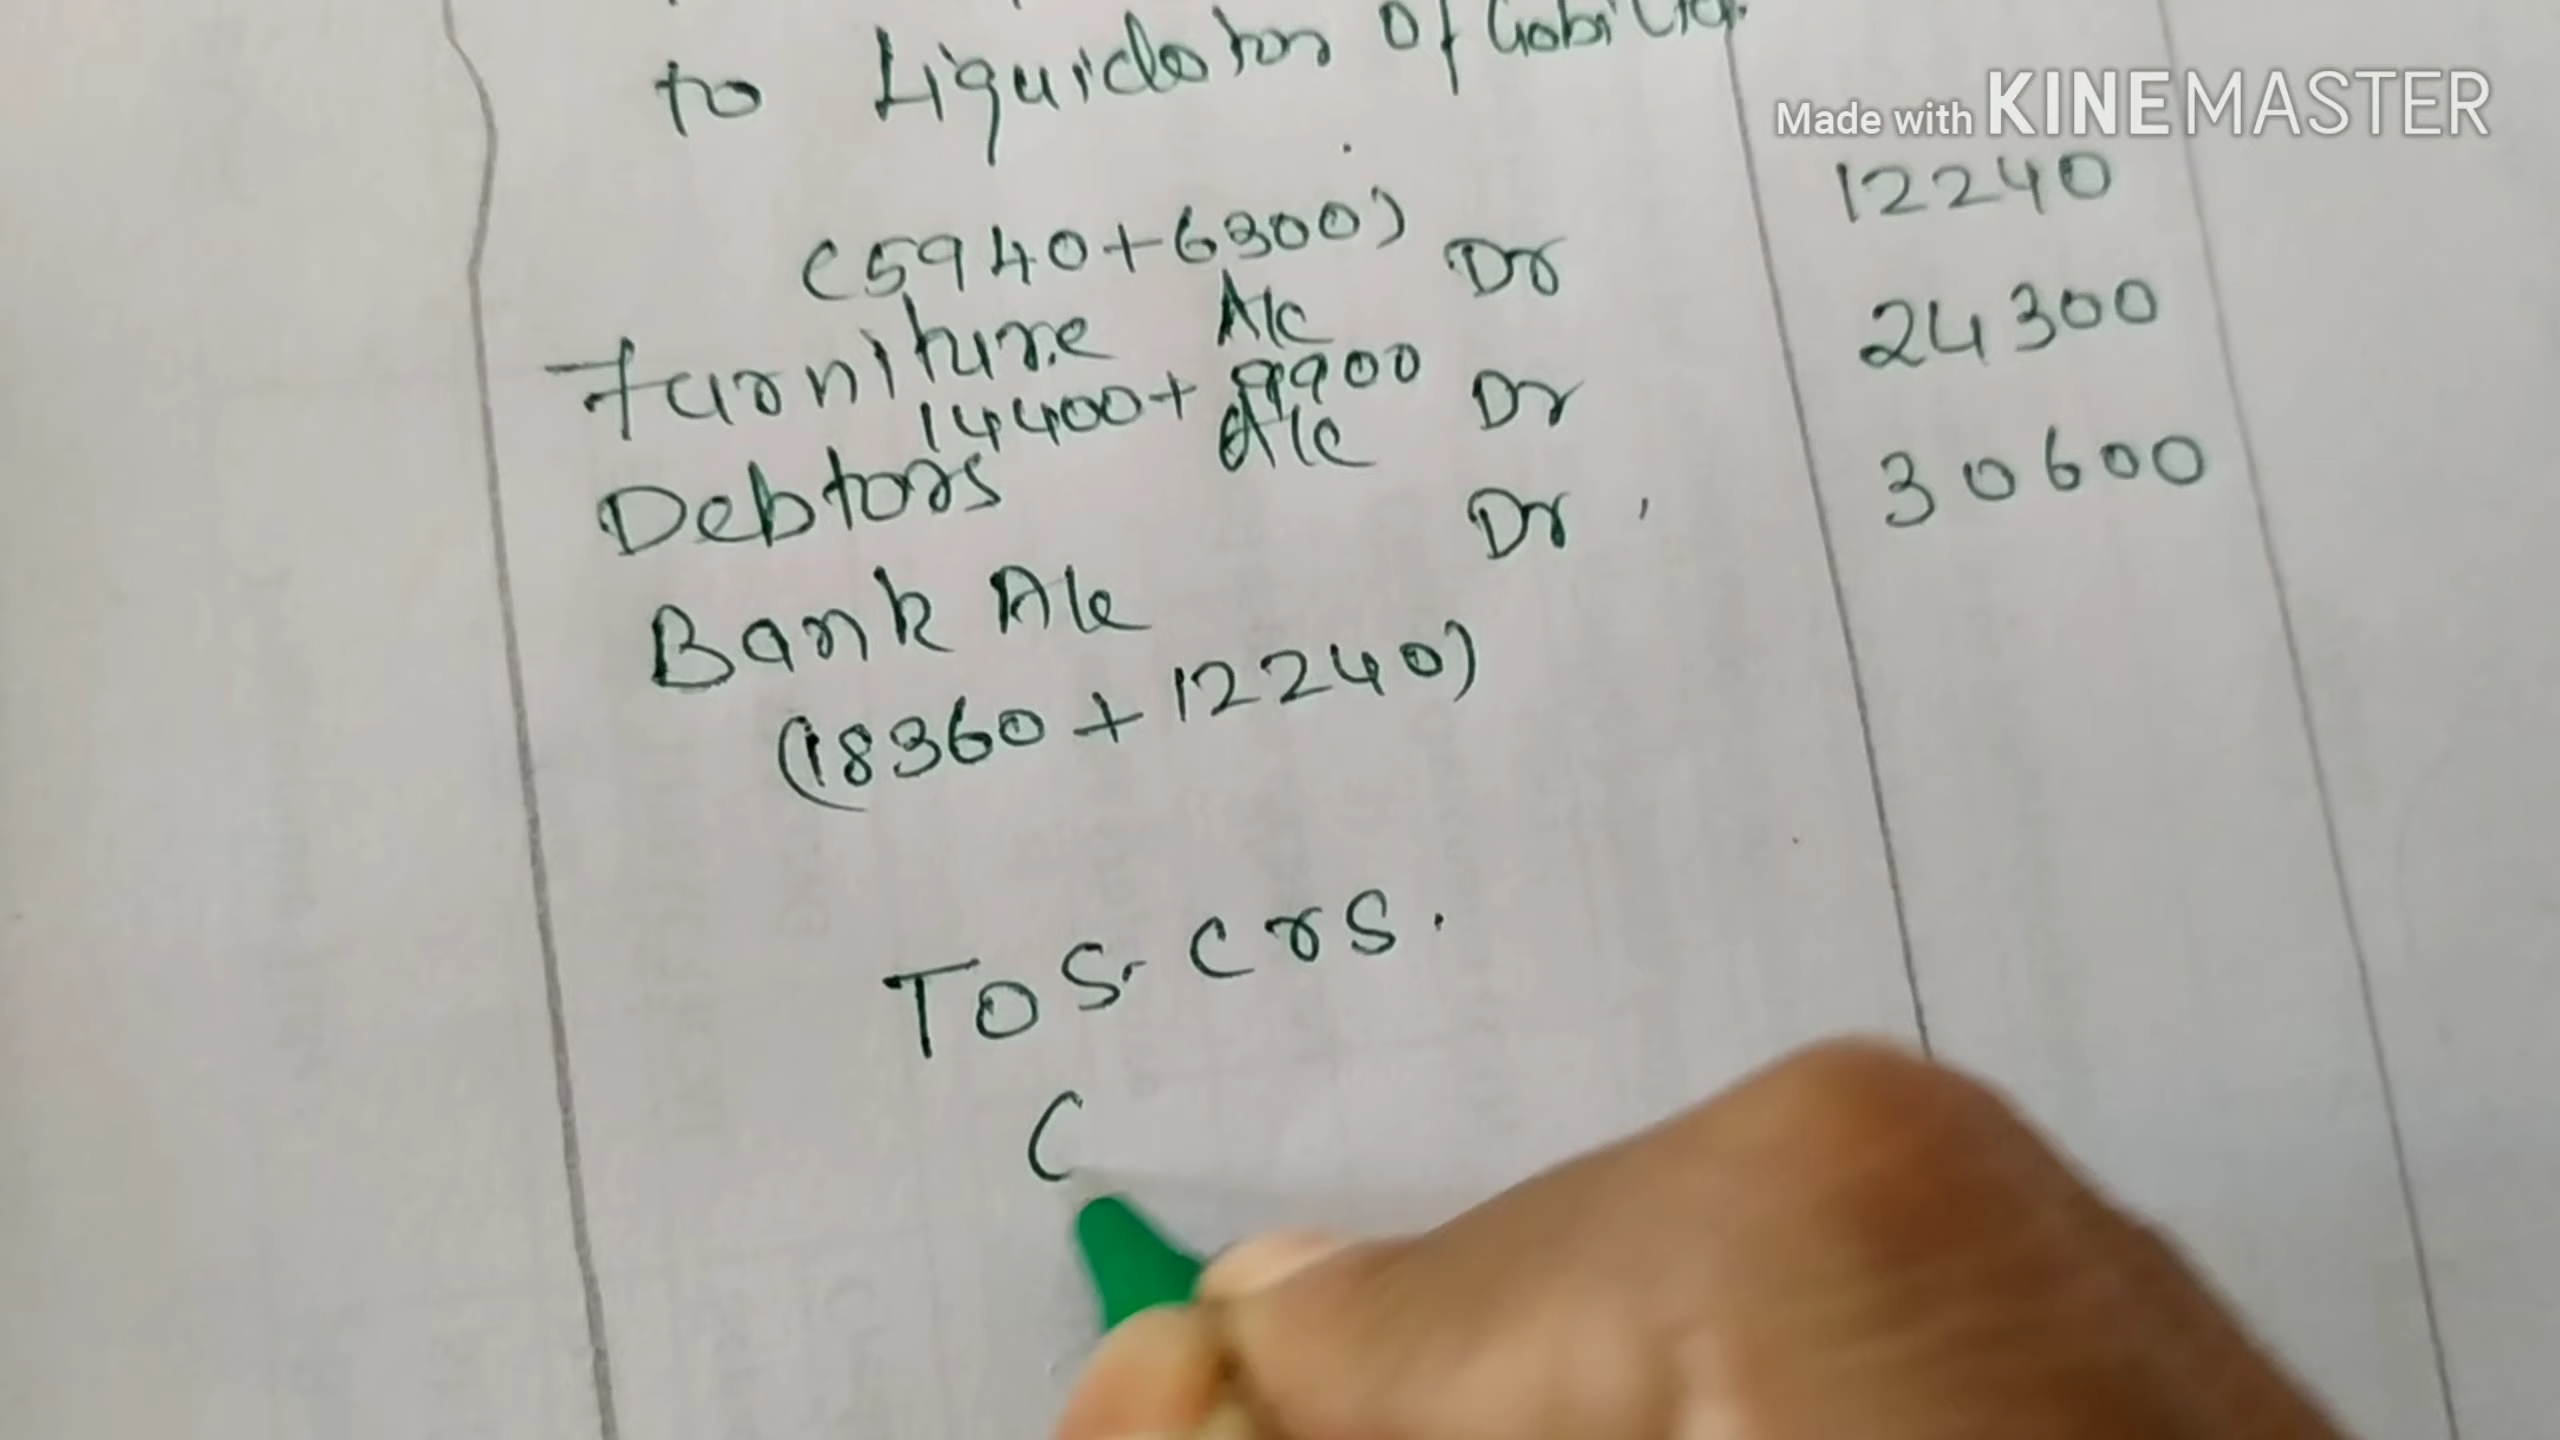 to Liquidator of
Made with KINEMASTER
(5940+6300) 12240
Furniture A/c Dr
14400+9900 24300
Debtors A/c Dr
Bank A/c Dr 30600
(18360+12240)
TO S. Crs.
(